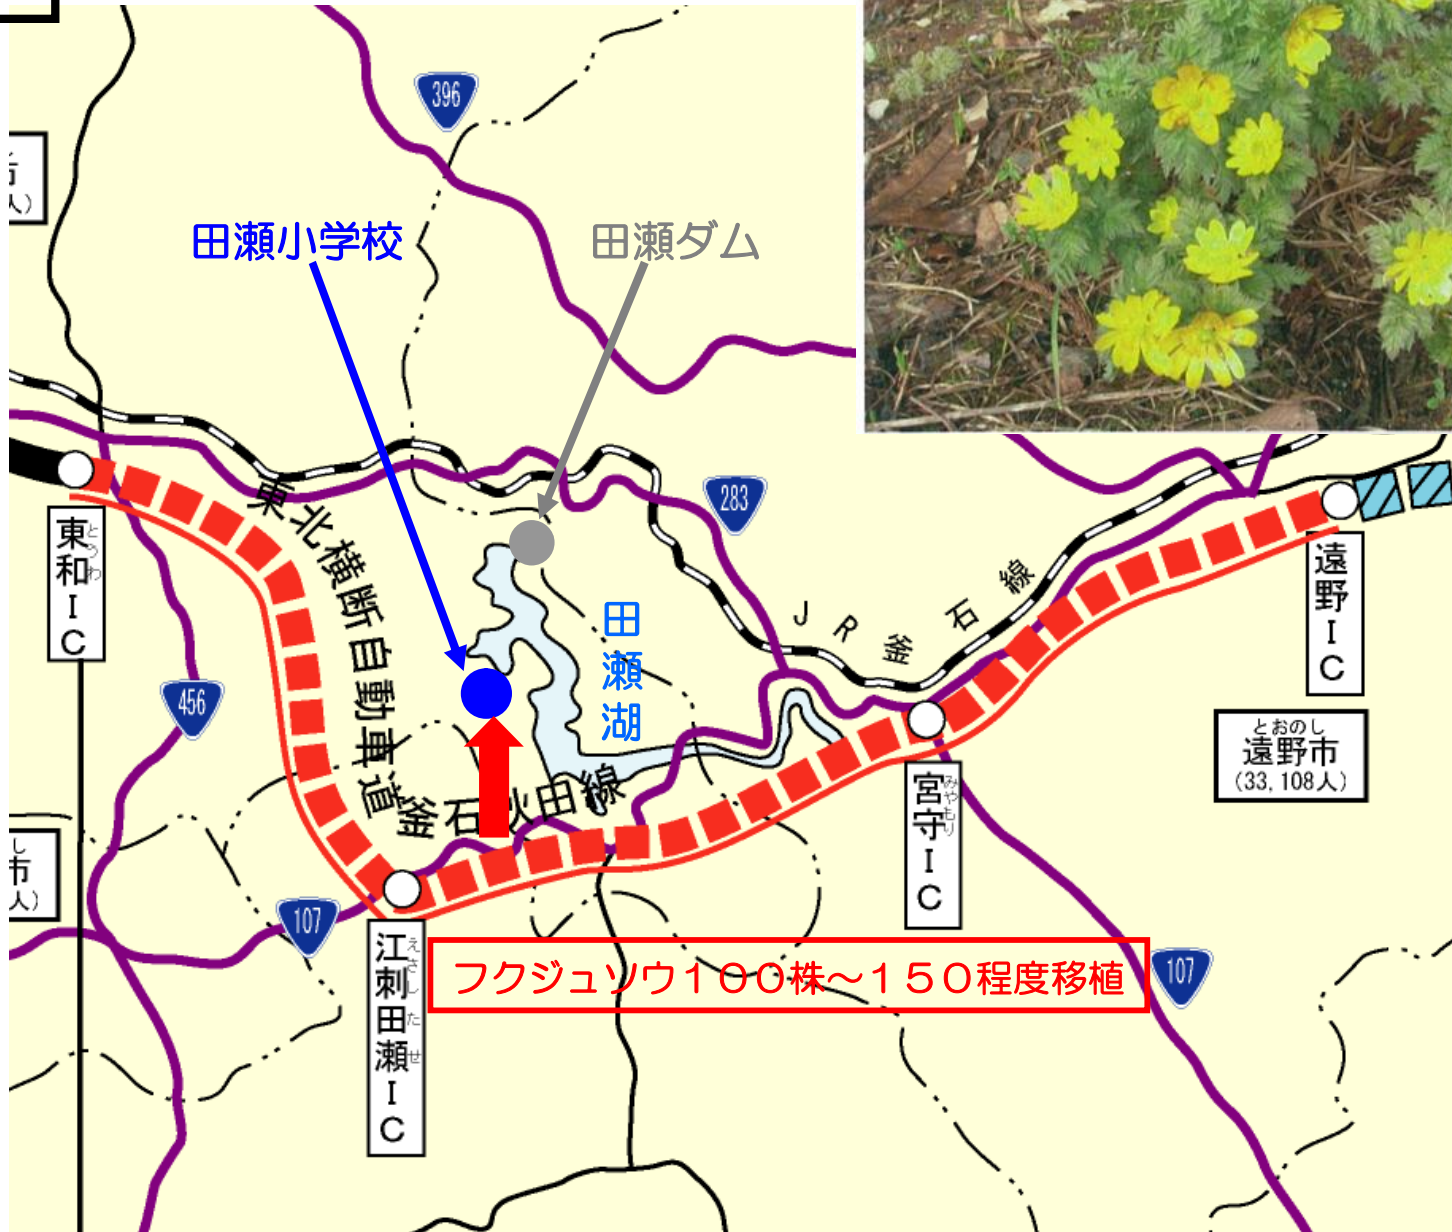 396
人)
田瀬小学校
田瀬ダム
283
東和IC
とうわ
東北横断自動車道
釜石秋田線
田瀬湖
JR釜石線
遠野IC
456
とおのし
遠野市
(33,108人)
宮守IC
みやもり
し
市
人)
107
江刺田瀬IC
えさしたせ
フクジュソウ100株~150程度移植
107